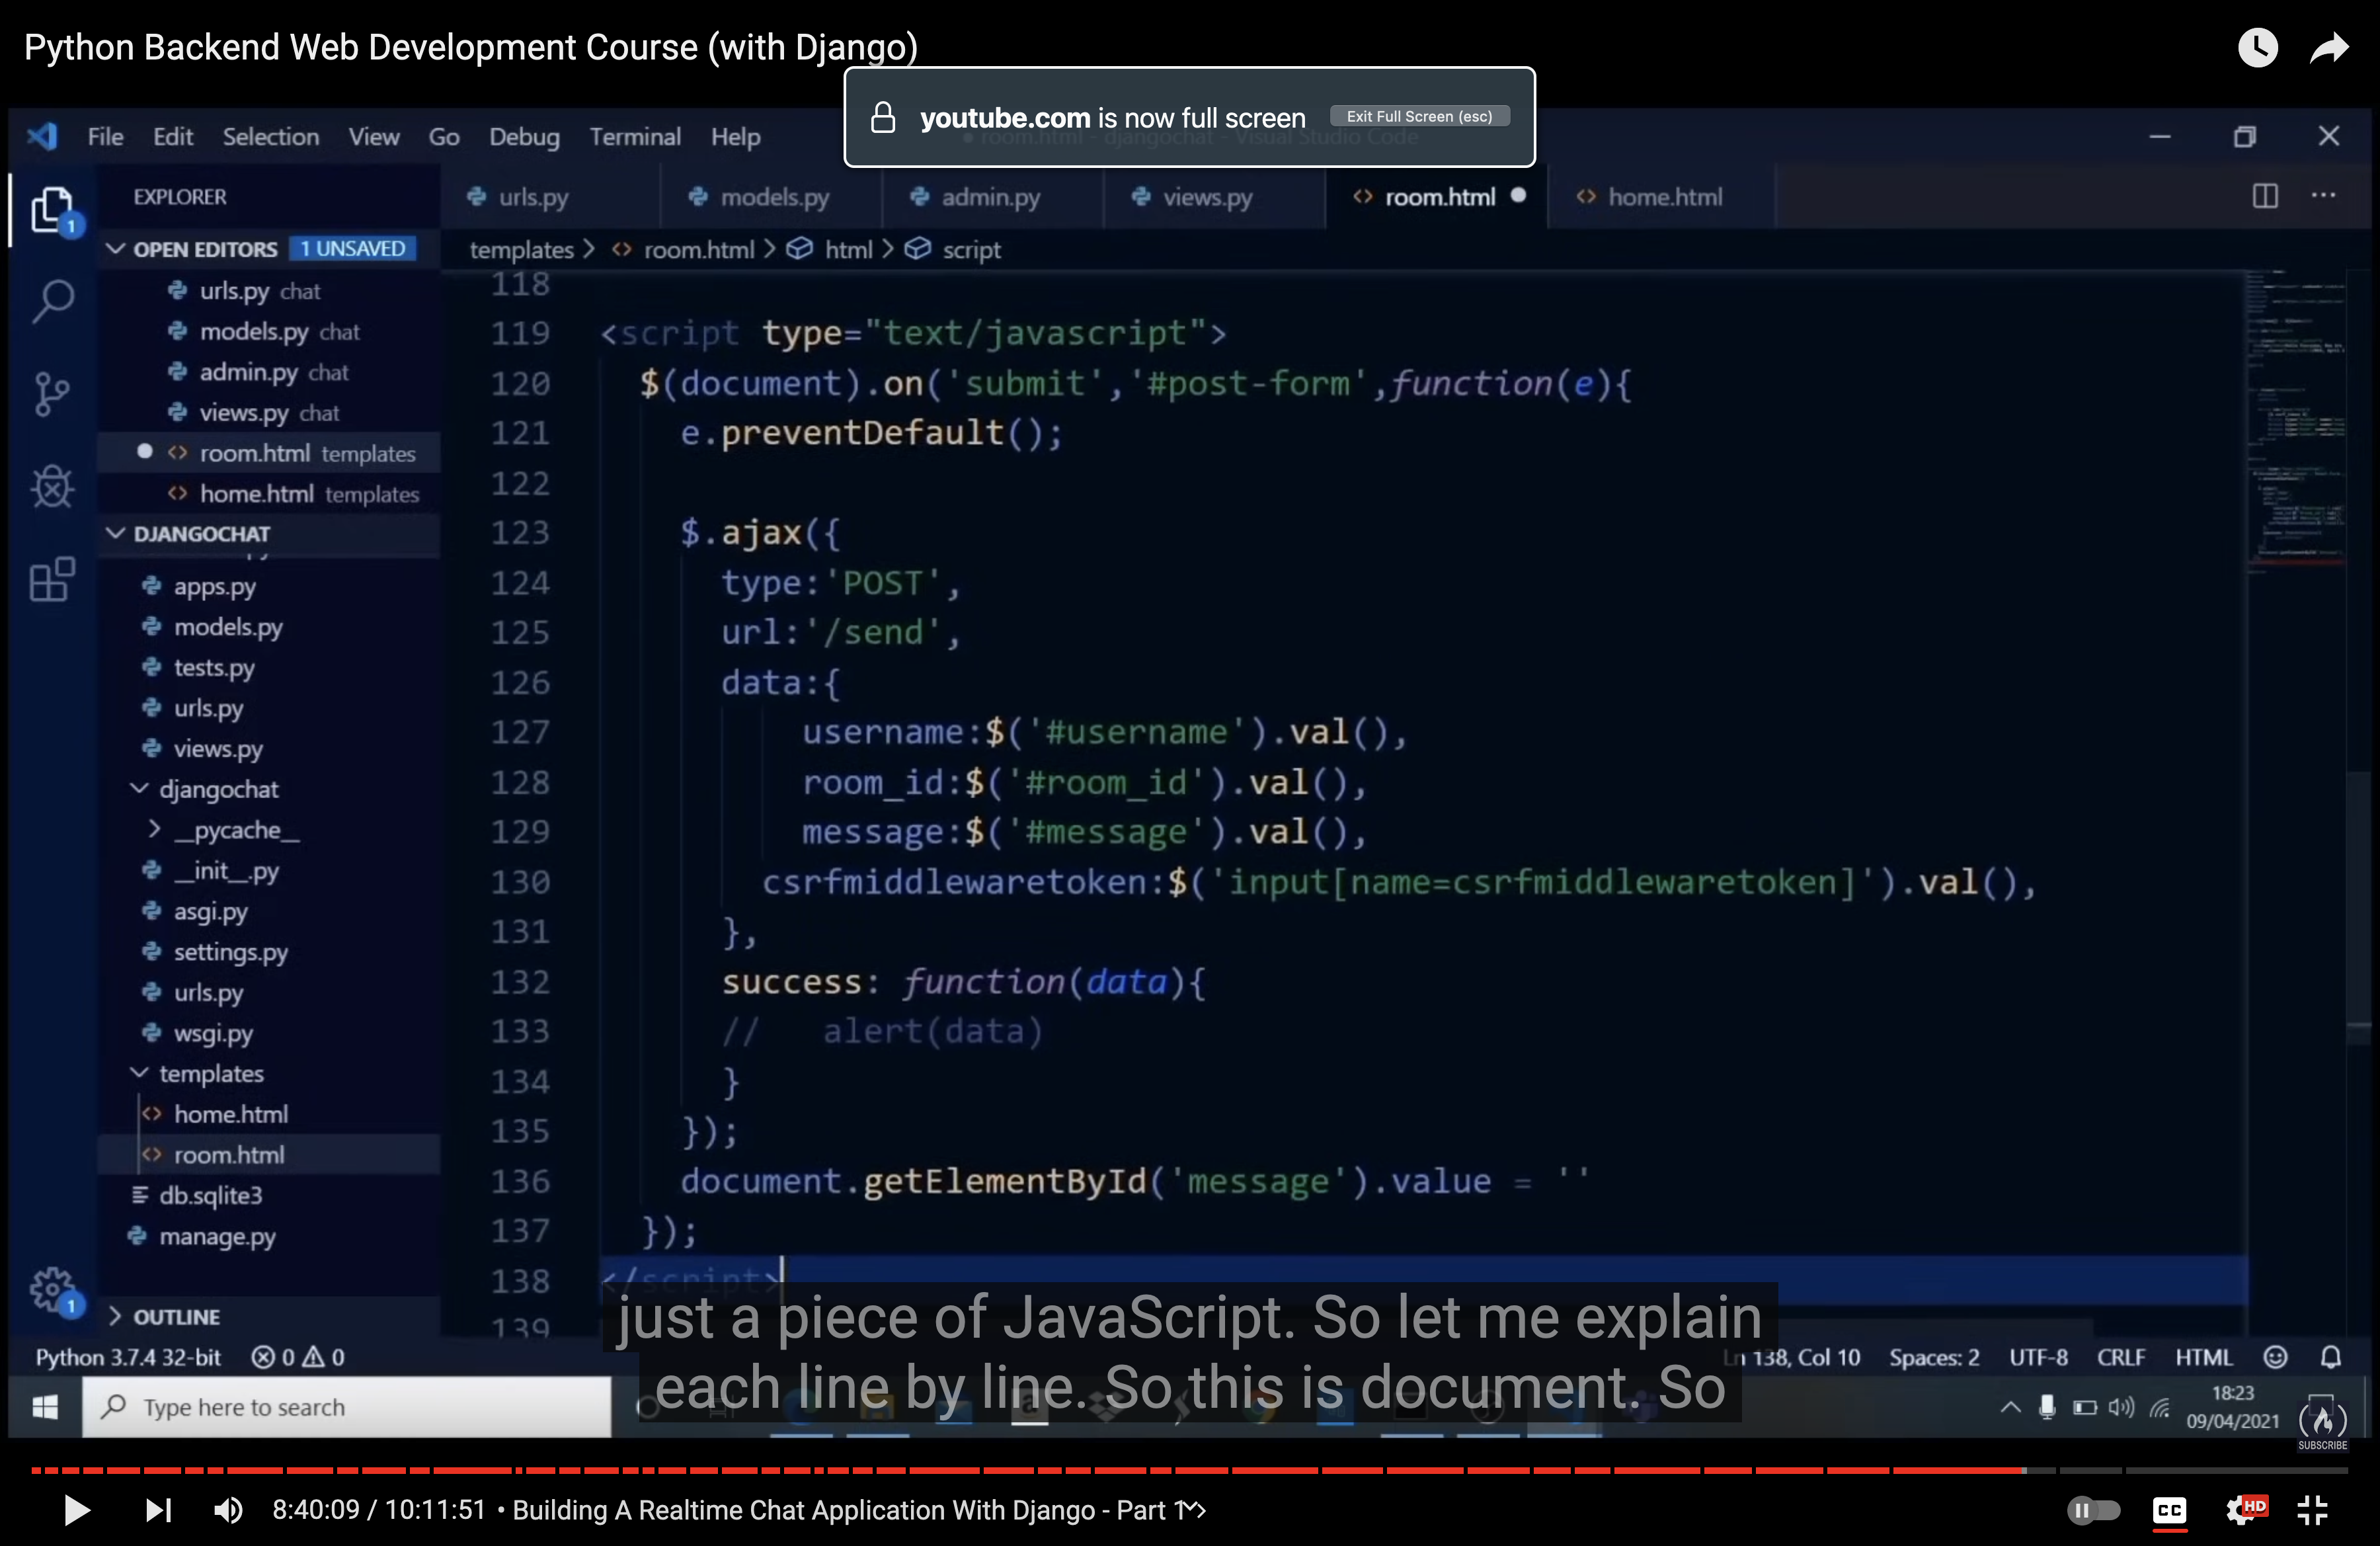 Python Backend Web Development Course (with Django)
youtube.com is now full screen Exit Full Screen (esc)
room.html - djangochat - Visual Studio Code
File Edit Selection View Go Debug Terminal Help
EXPLORER
urls.py models.py admin.py views.py room.html home.html
OPEN EDITORS 1 UNSAVED
templates > room.html > html > script
urls.py chat
models.py chat
admin.py chat
views.py chat
room.html templates
home.html templates
DJANGOCHAT
apps.py
models.py
tests.py
urls.py
views.py
djangochat
__pycache__
__init__.py
asgi.py
settings.py
urls.py
wsgi.py
templates
home.html
room.html
db.sqlite3
manage.py
OUTLINE
118
119 <script type="text/javascript">
120 $(document).on('submit','#post-form',function(e){
121 e.preventDefault();
122
123 $.ajax({
124 type:'POST',
125 url:'/send',
126 data:{
127 username:$('#username').val(),
128 room_id:$('#room_id').val(),
129 message:$('#message').val(),
130 csrfmiddlewaretoken:$('input[name=csrfmiddlewaretoken]').val(),
131 },
132 success: function(data){
133 // alert(data)
134 }
135 });
136 document.getElementById('message').value = ''
137 });
138 </script>
139
just a piece of JavaScript. So let me explain
each line by line. So this is document. So
1
1
Python 3.7.4 32-bit 0 0 Ln 138, Col 10 Spaces: 2 UTF-8 CRLF HTML
Type here to search
18:23
09/04/2021
SUBSCRIBE
8:40:09 / 10:11:51 • Building A Realtime Chat Application With Django - Part 1
CC HD